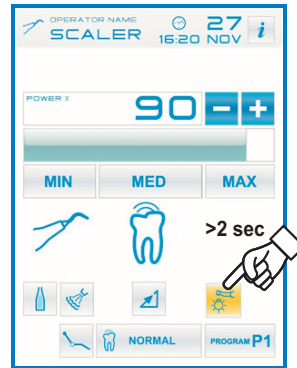 OPERATOR NAME
SCALER
16:20
27
NOV
i
POWER %
90
MIN
MED
MAX
>2 sec
NORMAL
PROGRAM P1